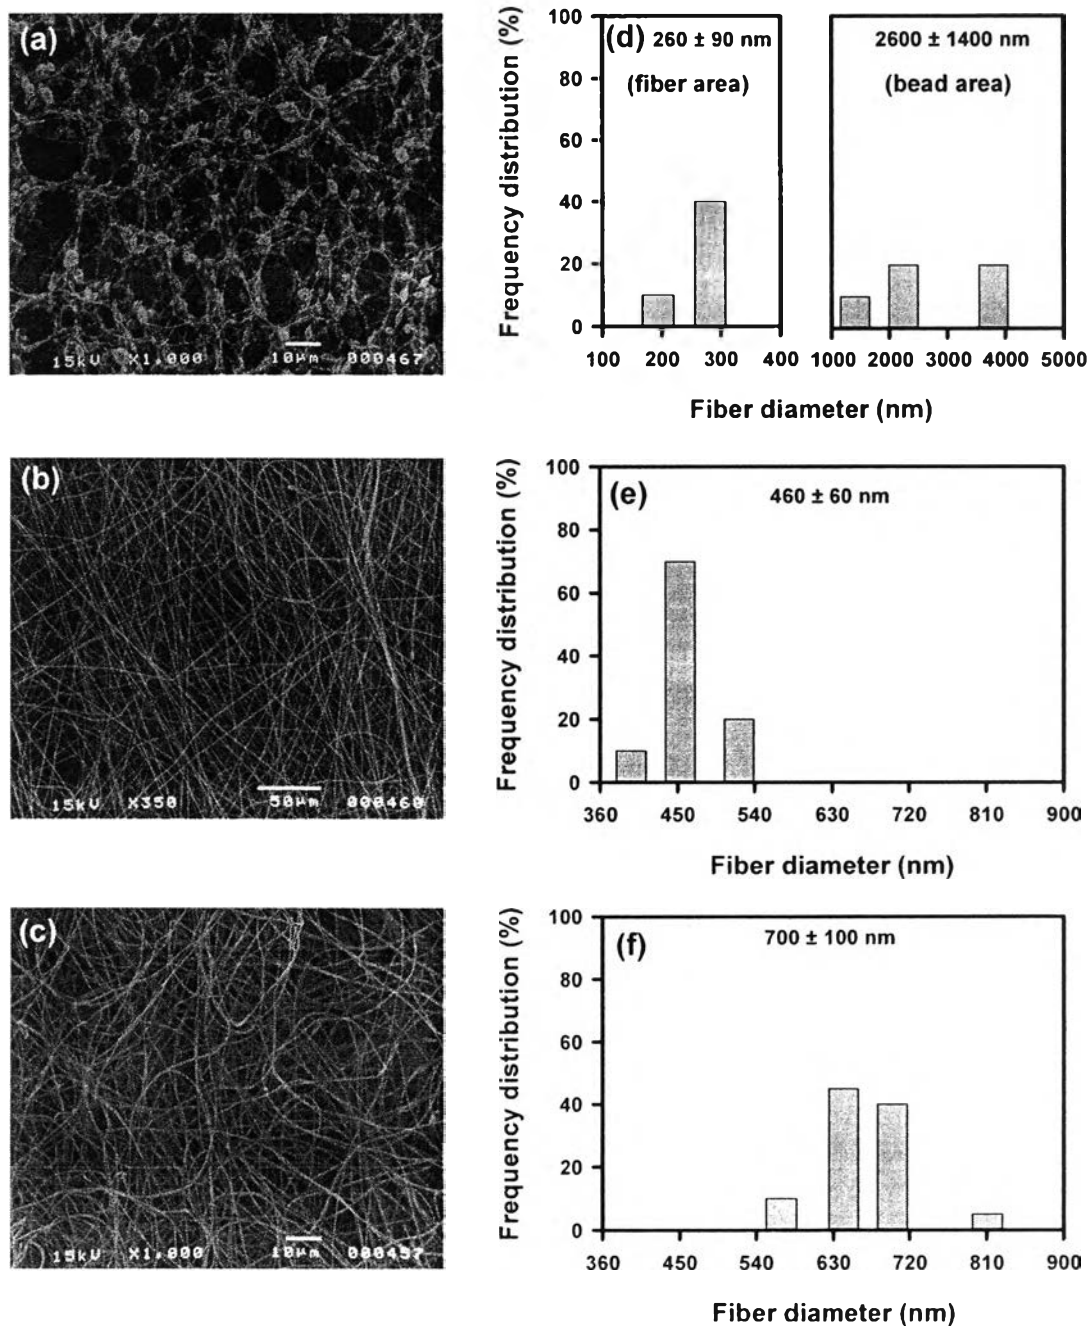 (a)
15kV X1,000 10µm 000467
(d) 260 ± 90 nm
(fiber area)
2600 ± 1400 nm
(bead area)
Frequency distribution (%)
100
80
60
40
20
0
100 200 300 400
1000 2000 3000 4000 5000
Fiber diameter (nm)
(b)
15kV X350 50µm 000460
(e)
460 ± 60 nm
Frequency distribution (%)
100
80
60
40
20
0
360 450 540 630 720 810 900
Fiber diameter (nm)
(c)
15kV X1,000 10µm 000457
(f)
700 ± 100 nm
Frequency distribution (%)
100
80
60
40
20
0
360 450 540 630 720 810 900
Fiber diameter (nm)